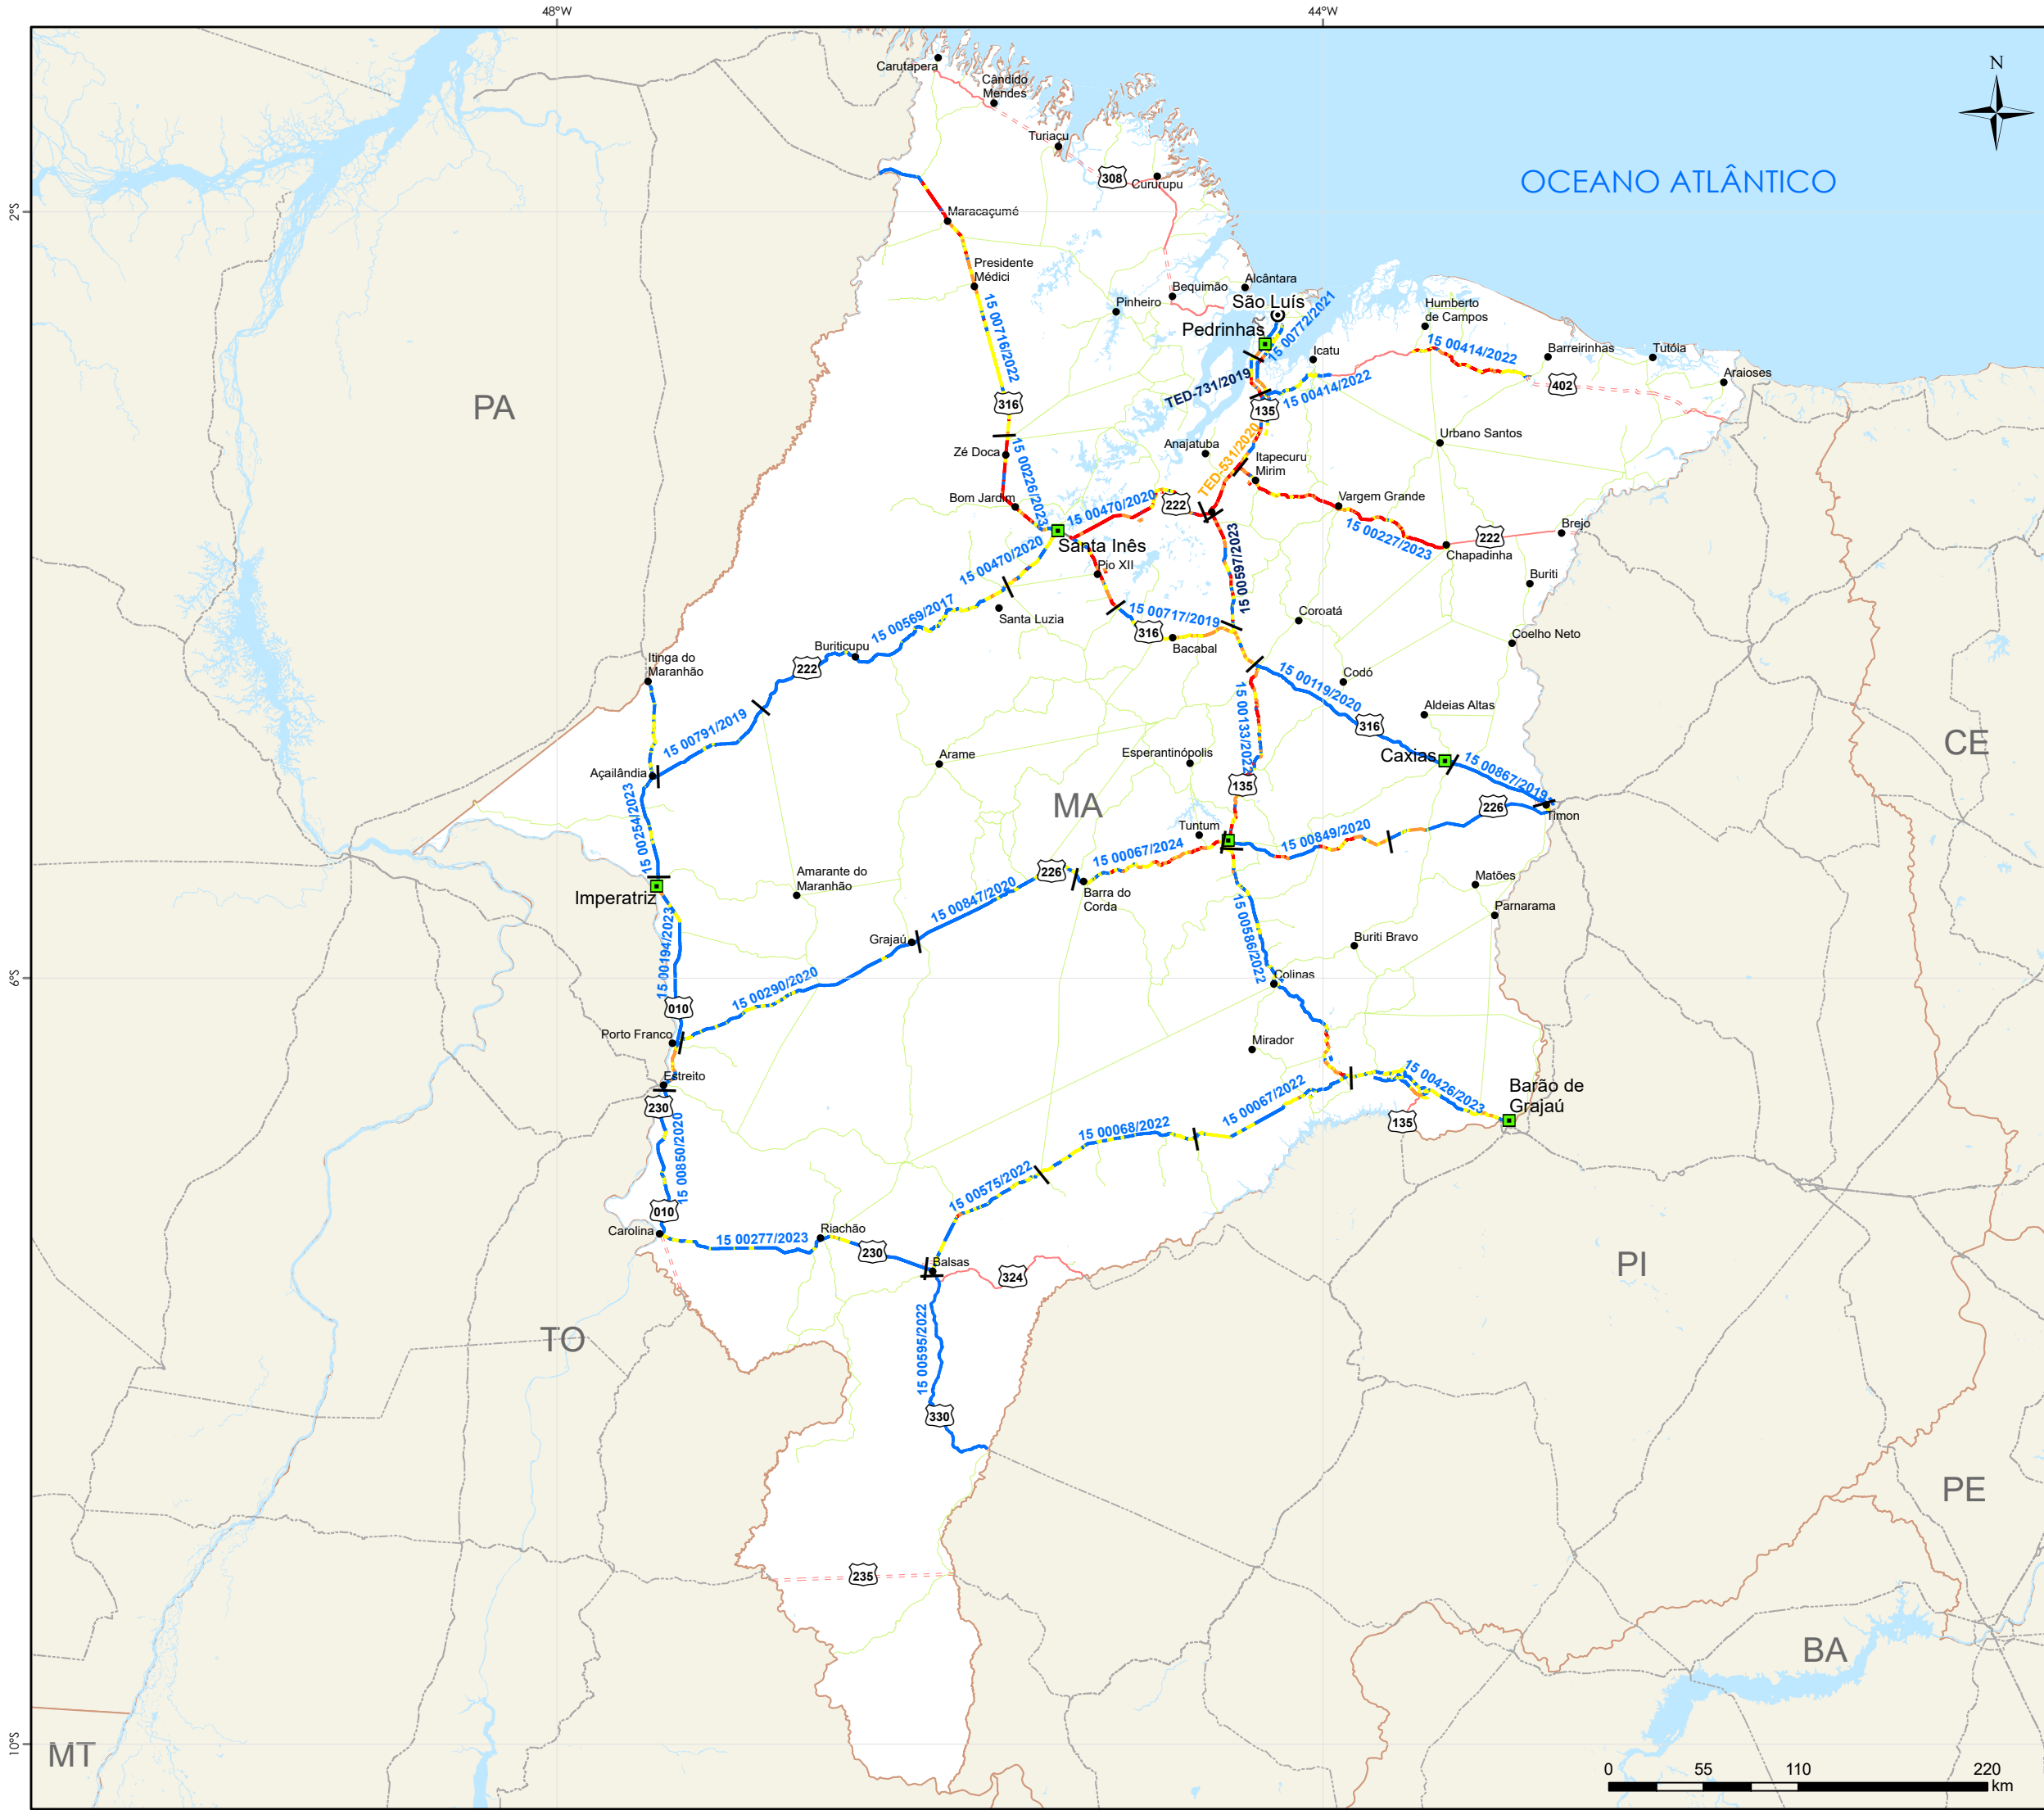 48°W
44°W
Carutapera
Cândido
Mendes
N
Turiaçu
308
Cururupu
OCEANO ATLÂNTICO
2°S
Maracaçumé
Presidente
Médici
Alcântara
Bequimão
São Luís
Pinheiro
Humberto
de Campos
15 00716/2022
Pedrinhas
15 00772/2021
Icatu
15 00414/2022
Barreirinhas
Tutóia
Araioses
402
TED-731/2019
15 00414/2022
316
135
Zé Doca
15 00226/2023
Anajatuba
TED-531/2020
Itapecuru
Mirim
Urbano Santos
Bom Jardim
15 00470/2020
222
Vargem Grande
15 00227/2023
222
Brejo
Chapadinha
Santa Inês
15 00470/2020
Pio XII
15 00597/2023
Buriti
15 00569/2017
Santa Luzia
15 00717/2019
316
Bacabal
Coroatá
Coelho Neto
Buriticupu
222
Itinga do
Maranhão
15 00119/2020
Codó
15 00133/2022
Aldeias Altas
316
15 00791/2019
Arame
Esperantinópolis
Caxias
15 00867/2019
CE
PA
Açailândia
135
MA
226
Timon
15 00254/2023
Tuntum
15 00067/2024
15 00849/2020
226
Barra do
Corda
Amarante do
Maranhão
Imperatriz
15 00847/2020
Matões
Parnarama
15 00194/2023
Grajaú
15 00586/2022
Buriti Bravo
6°S
15 00290/2020
Colinas
010
Porto Franco
Mirador
Estreito
230
15 00426/2023
Barão de
Grajaú
15 00067/2022
135
15 00850/2020
15 00068/2022
15 00575/2022
010
Carolina
15 00277/2023
Riachão
230
Balsas
324
PI
TO
15 00595/2022
330
PE
235
BA
10°S
MT
0
55
110
220
km